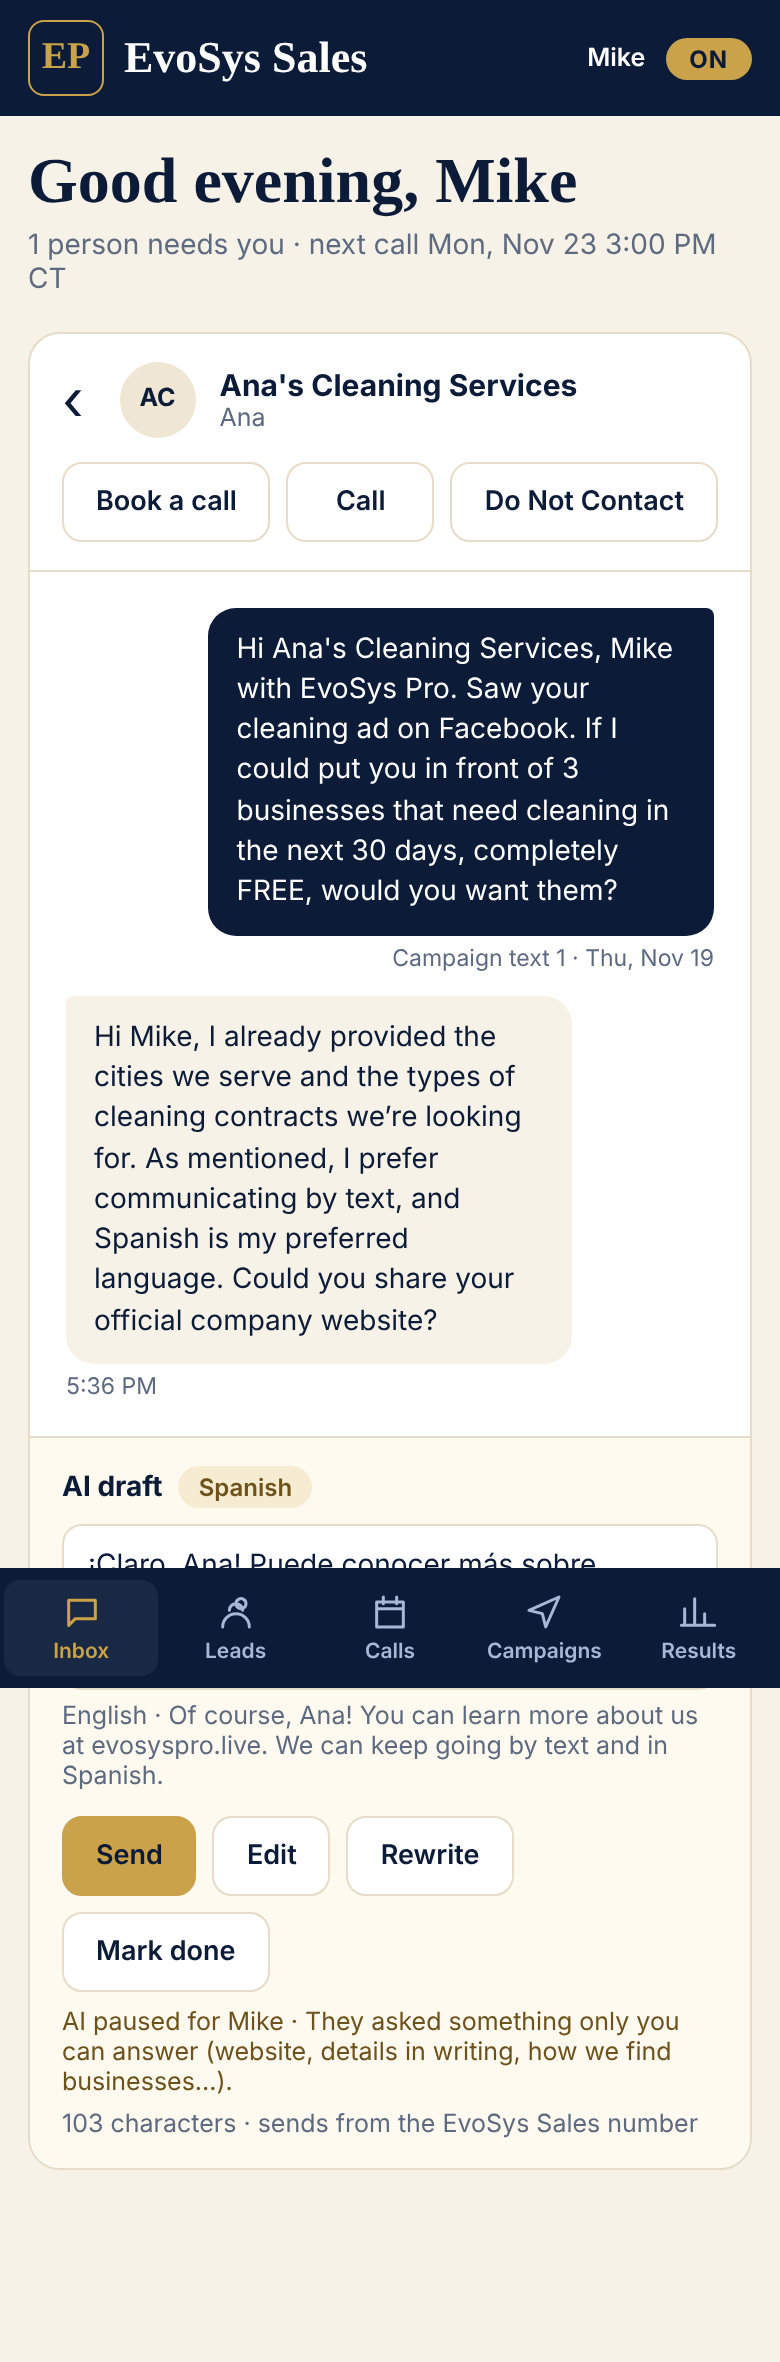 EP
EvoSys Sales
Mike
ON
Good evening, Mike
1 person needs you · next call Mon, Nov 23 3:00 PM
CT
AC
Ana's Cleaning Services
Ana
Book a call
Call
Do Not Contact
Hi Ana's Cleaning Services, Mike
with EvoSys Pro. Saw your
cleaning ad on Facebook. If I
could put you in front of 3
businesses that need cleaning in
the next 30 days, completely
FREE, would you want them?
Campaign text 1 · Thu, Nov 19
Hi Mike, I already provided the
cities we serve and the types of
cleaning contracts we’re looking
for. As mentioned, I prefer
communicating by text, and
Spanish is my preferred
language. Could you share your
official company website?
5:36 PM
AI draft
Spanish
¡Claro, Ana! Puede conocer más sobre
Inbox
Leads
Calls
Campaigns
Results
English · Of course, Ana! You can learn more about us
at evosyspro.live. We can keep going by text and in
Spanish.
Send
Edit
Rewrite
Mark done
AI paused for Mike · They asked something only you
can answer (website, details in writing, how we find
businesses...).
103 characters · sends from the EvoSys Sales number